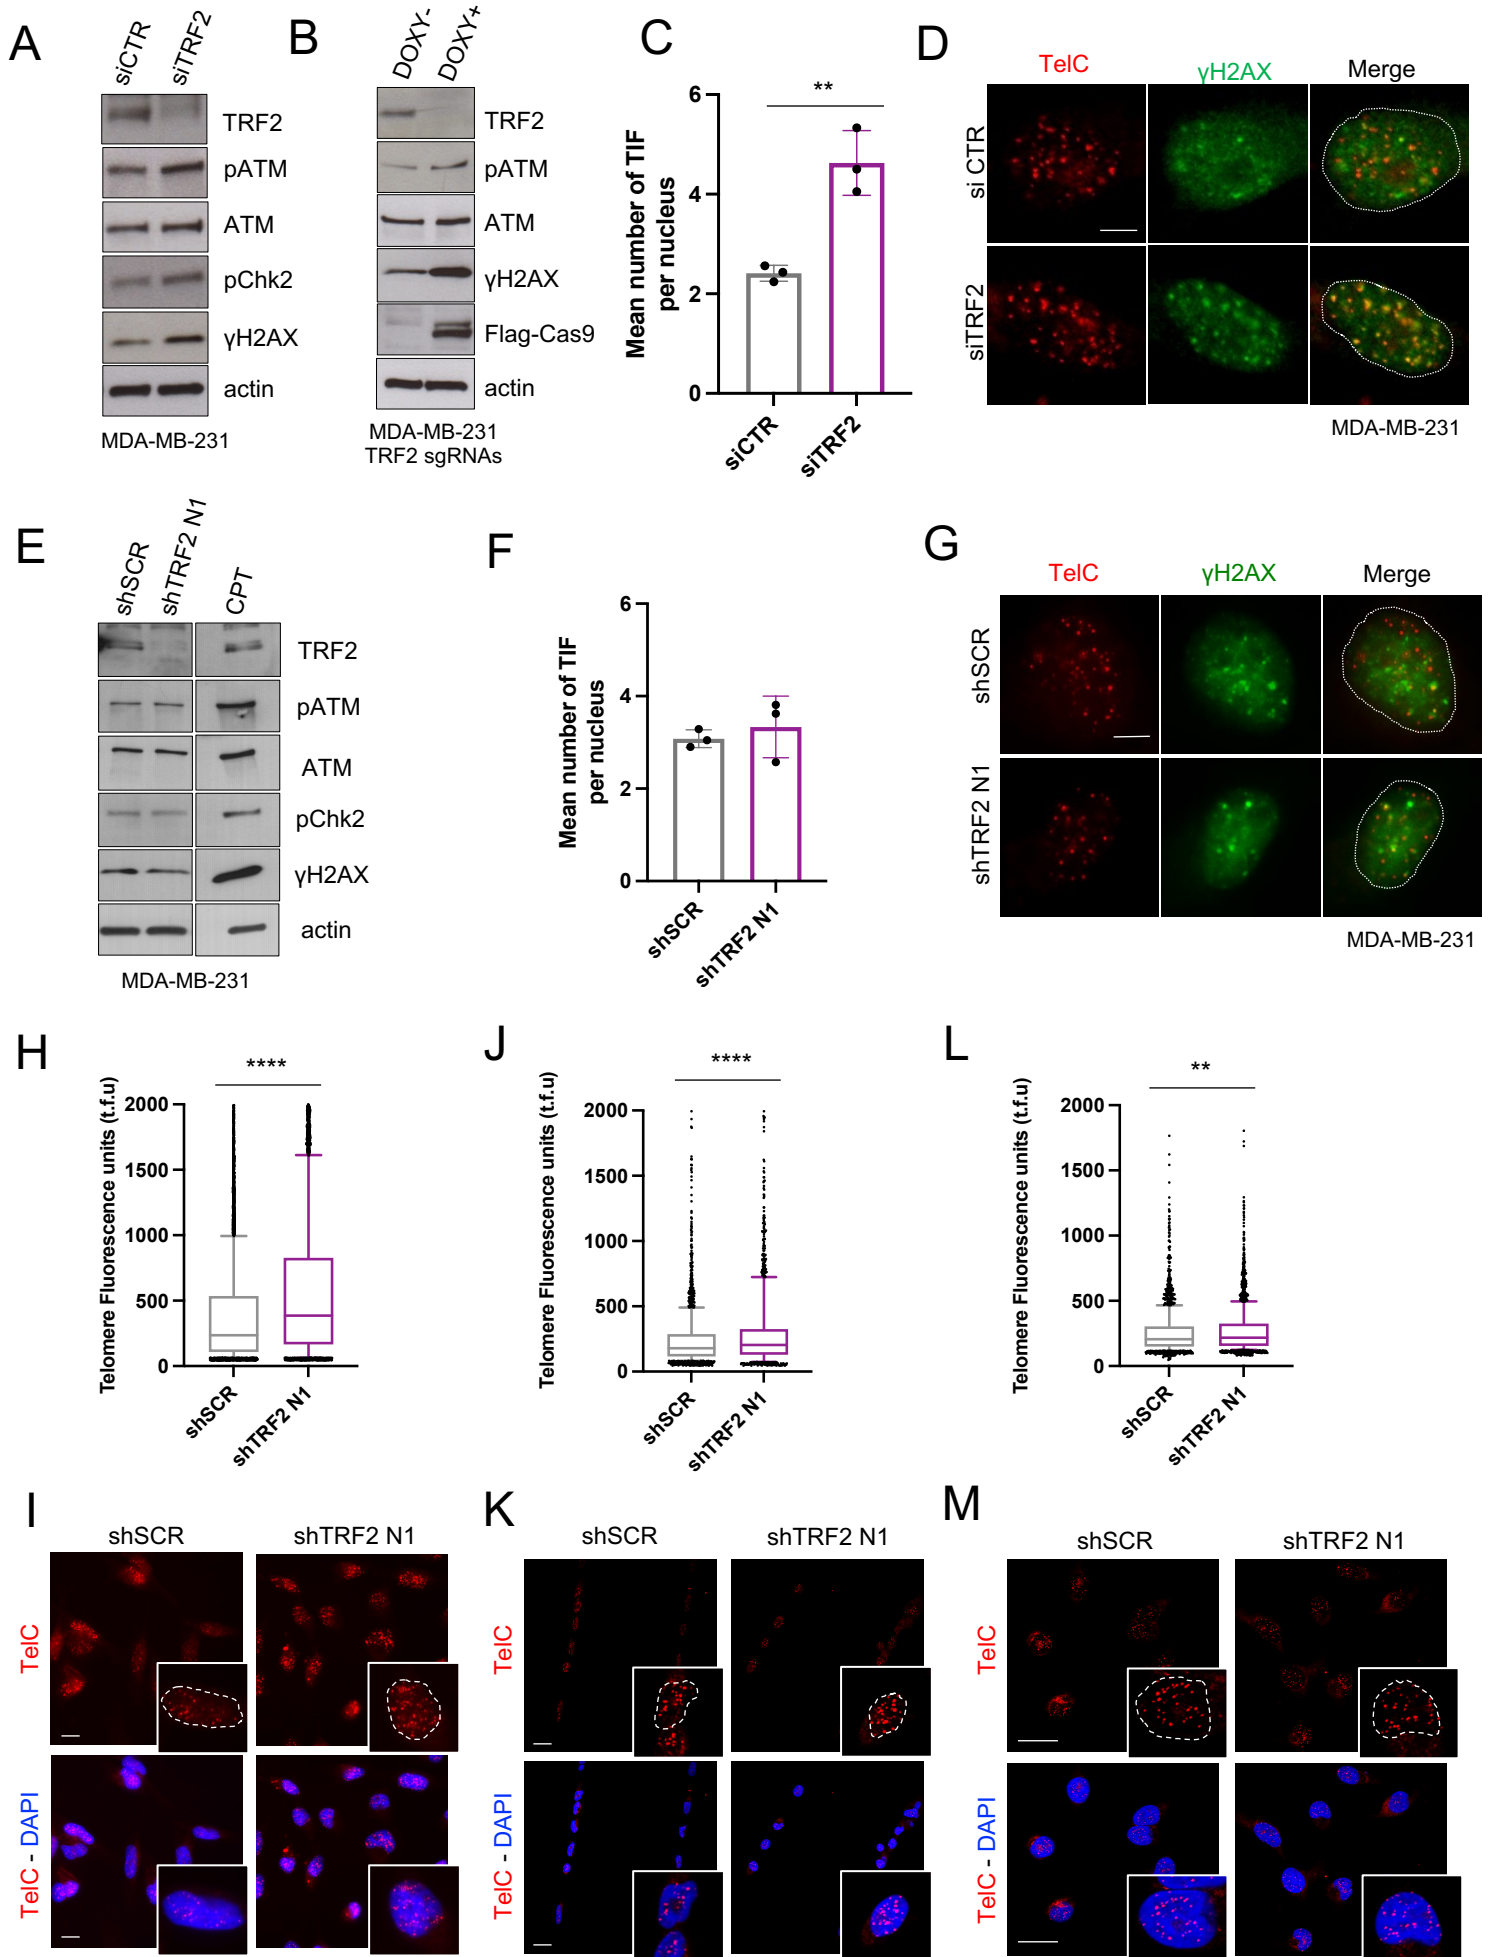 A
siCTR
siTRF2
TRF2
pATM
ATM
pChk2
γH2AX
actin
MDA-MB-231
B
DOXY-
DOXY+
TRF2
pATM
ATM
γH2AX
Flag-Cas9
actin
MDA-MB-231
TRF2 sgRNAs
C
Mean number of TIF
per nucleus
6
4
2
0
**
siCTR
siTRF2
D
TelC
γH2AX
Merge
si CTR
siTRF2
MDA-MB-231
E
shSCR
shTRF2 N1
CPT
TRF2
pATM
ATM
pChk2
γH2AX
actin
MDA-MB-231
F
Mean number of TIF
per nucleus
6
4
2
0
shSCR
shTRF2 N1
G
TelC
γH2AX
Merge
shSCR
shTRF2 N1
MDA-MB-231
H
Telomere Fluorescence units (t.f.u)
****
2000
1500
1000
500
0
shSCR
shTRF2 N1
J
Telomere Fluorescence units (t.f.u)
****
2000
1500
1000
500
0
shSCR
shTRF2 N1
L
Telomere Fluorescence units (t.f.u)
**
2000
1500
1000
500
0
shSCR
shTRF2 N1
I
shSCR
shTRF2 N1
TelC
TelC - DAPI
K
shSCR
shTRF2 N1
TelC
TelC - DAPI
M
shSCR
shTRF2 N1
TelC
TelC - DAPI